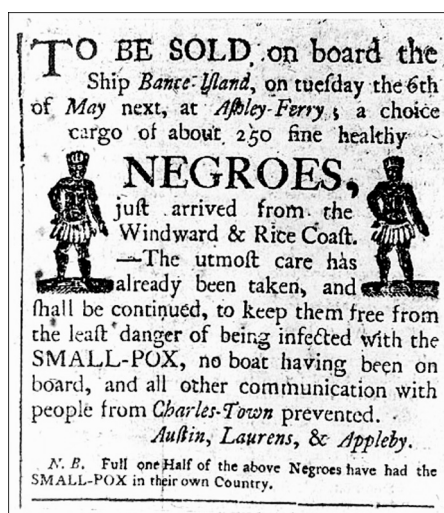 TO BE SOLD on board the
Ship Bance-Iſland, on tueſday the 6th
of May next, at Aſhley-Ferry; a choice
cargo of about 250 fine healthy
NEGROES,
juſt arrived from the
Windward & Rice Coaſt.
—The utmoſt care has
already been taken, and
ſhall be continued, to keep them free from
the leaſt danger of being infected with the
SMALL-POX, no boat having been on
board, and all other communication with
people from Charles-Town prevented.
Auſtin, Laurens, & Appleby.
N. B. Full one Half of the above Negroes have had the
SMALL-POX in their own Country.